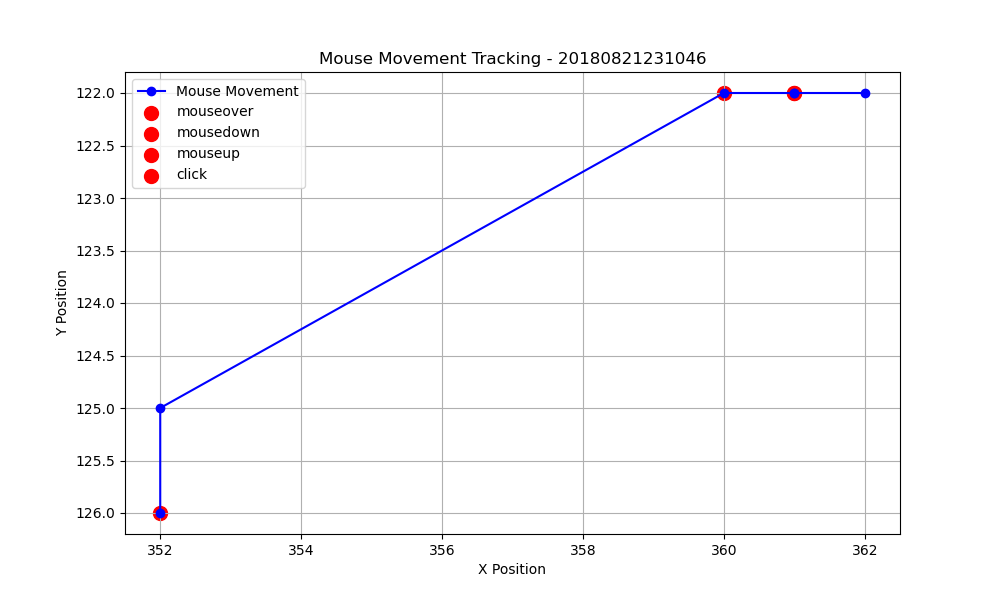 Mouse Movement Tracking - 20180821231046
Mouse Movement
mouseover
mousedown
mouseup
click
122.0
122.5
123.0
123.5
124.0
124.5
125.0
125.5
126.0
Y Position
352 354 356 358 360 362
X Position